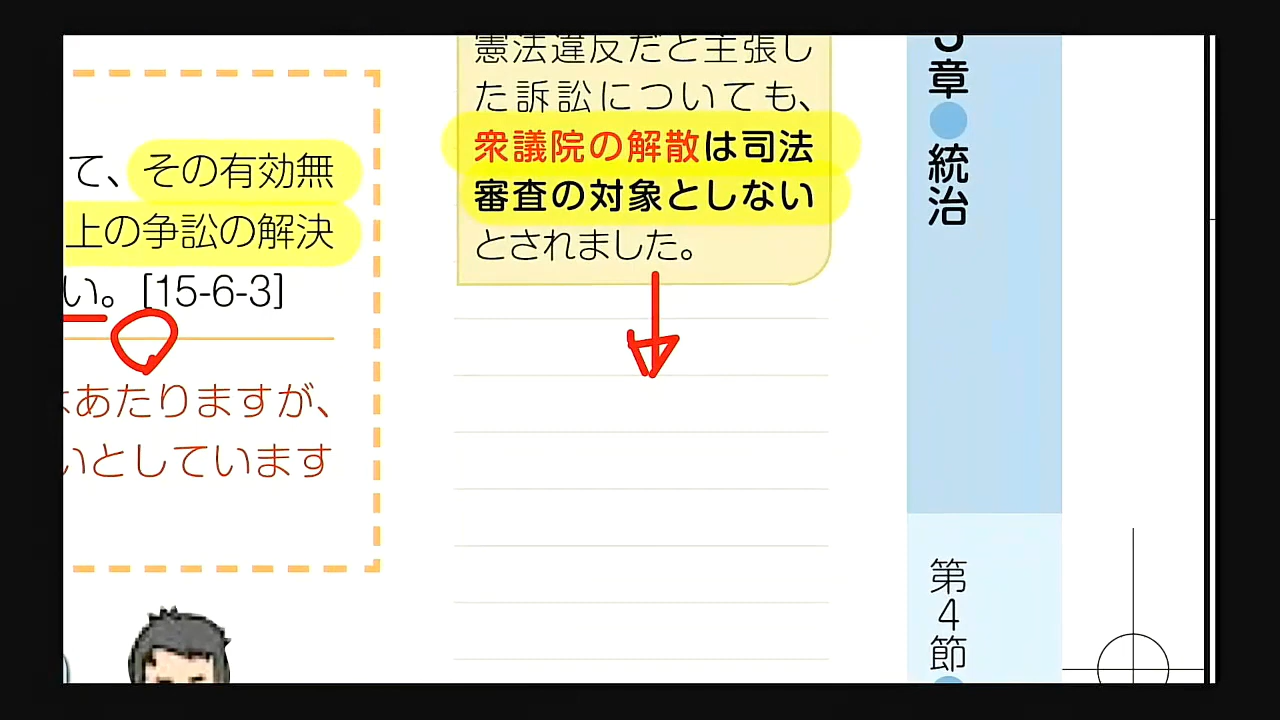 て、その有効無
上の争訟の解決
い。[15-6-3]
あたりますが、
いとしています
憲法違反だと主張し
た訴訟についても、
衆議院の解散は司法
審査の対象としない
とされました。
章●統治
第4節